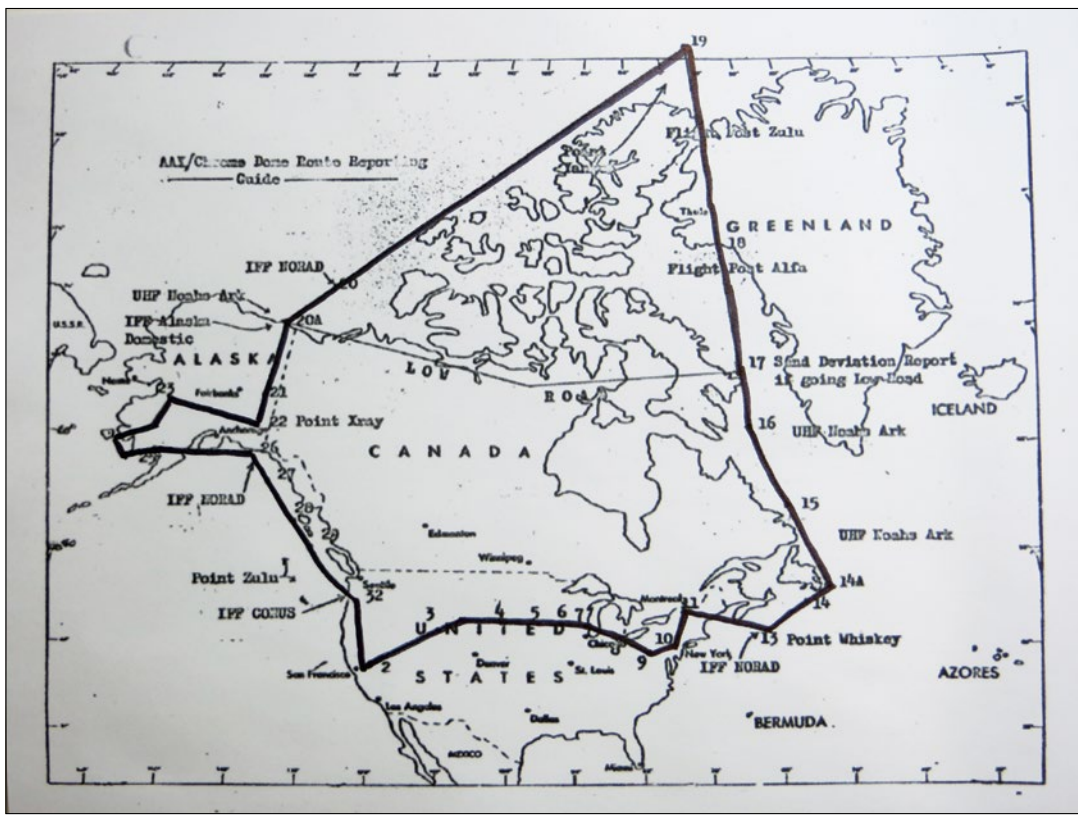 19
AAX/Chrome Dome Route Reporting
Guide
Flight Post Zulu
Point
Thule
GREENLAND
18
Flight Post Alfa
IFF NORAD
20
UHF Noahs Ark
IFF Alaska
Domestic
20A
U.S.S.R.
ALASKA
LOW
ROAD
17 Send Deviation Report
if going Low Road
Nome
Fairbanks
23
21
ICELAND
22 Point Xray
16
UHF Noahs Ark
Anchorage
CANADA
26
27
IFF NORAD
28
29
15
UHF Noahs Ark
Edmonton
Winnipeg
Point Zulu
Seattle
32
IFF CONUS
14A
14
Montreal
11
3
4
5
6
7
UNITED
Chicago
10
9
New York
13
Point Whiskey
IFF NORAD
San Francisco
2
Denver
St. Louis
STATES
AZORES
Los Angeles
Dallas
BERMUDA
MEXICO
Miami